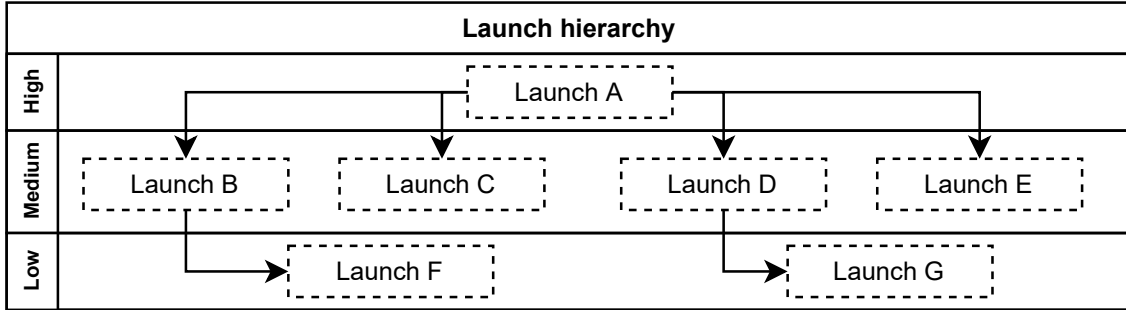 Launch hierarchy
High
Launch A
Medium
Launch B
Launch C
Launch D
Launch E
Low
Launch F
Launch G